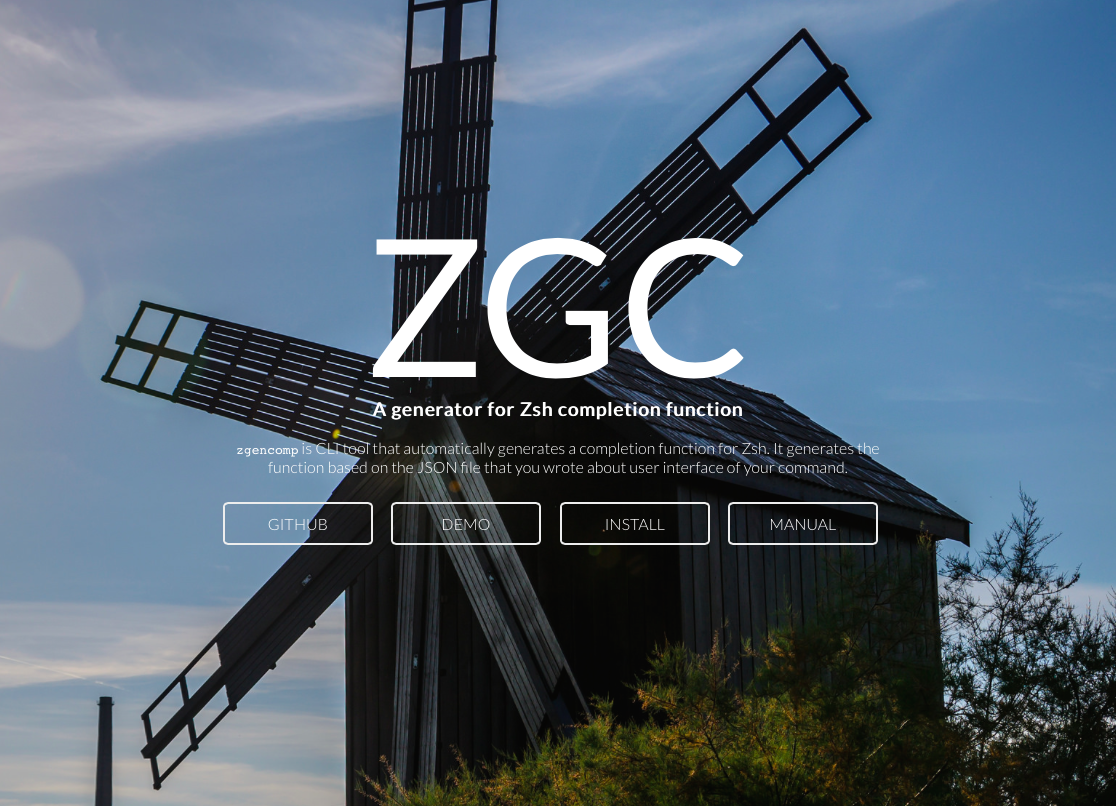 ZGC
A generator for Zsh completion function
zgencomp is CLI tool that automatically generates a completion function for Zsh. It generates the
function based on the JSON file that you wrote about user interface of your command.
GITHUB DEMO INSTALL MANUAL